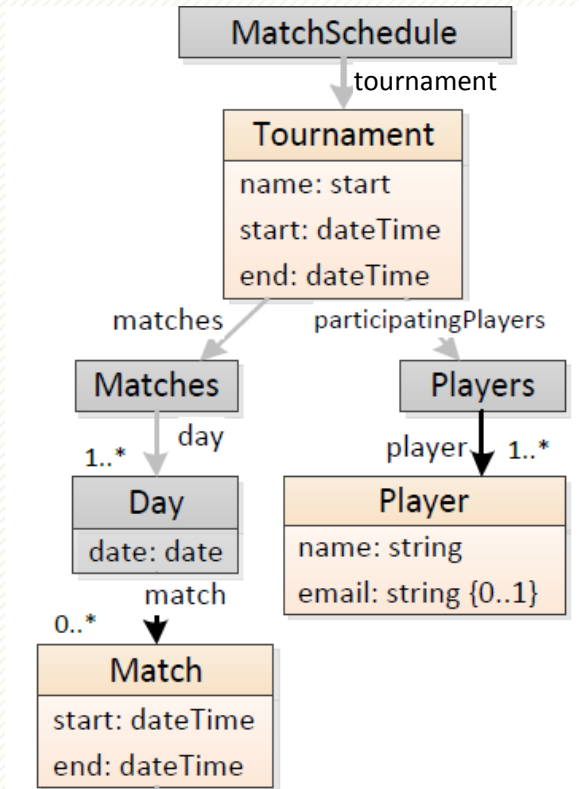 MatchSchedule
tournament
Tournament
name: start
start: dateTime
end: dateTime
matches
participatingPlayers
Matches
Players
day
1..*
player
1..*
Day
date: date
Player
name: string
email: string {0..1}
match
0..*
Match
start: dateTime
end: dateTime